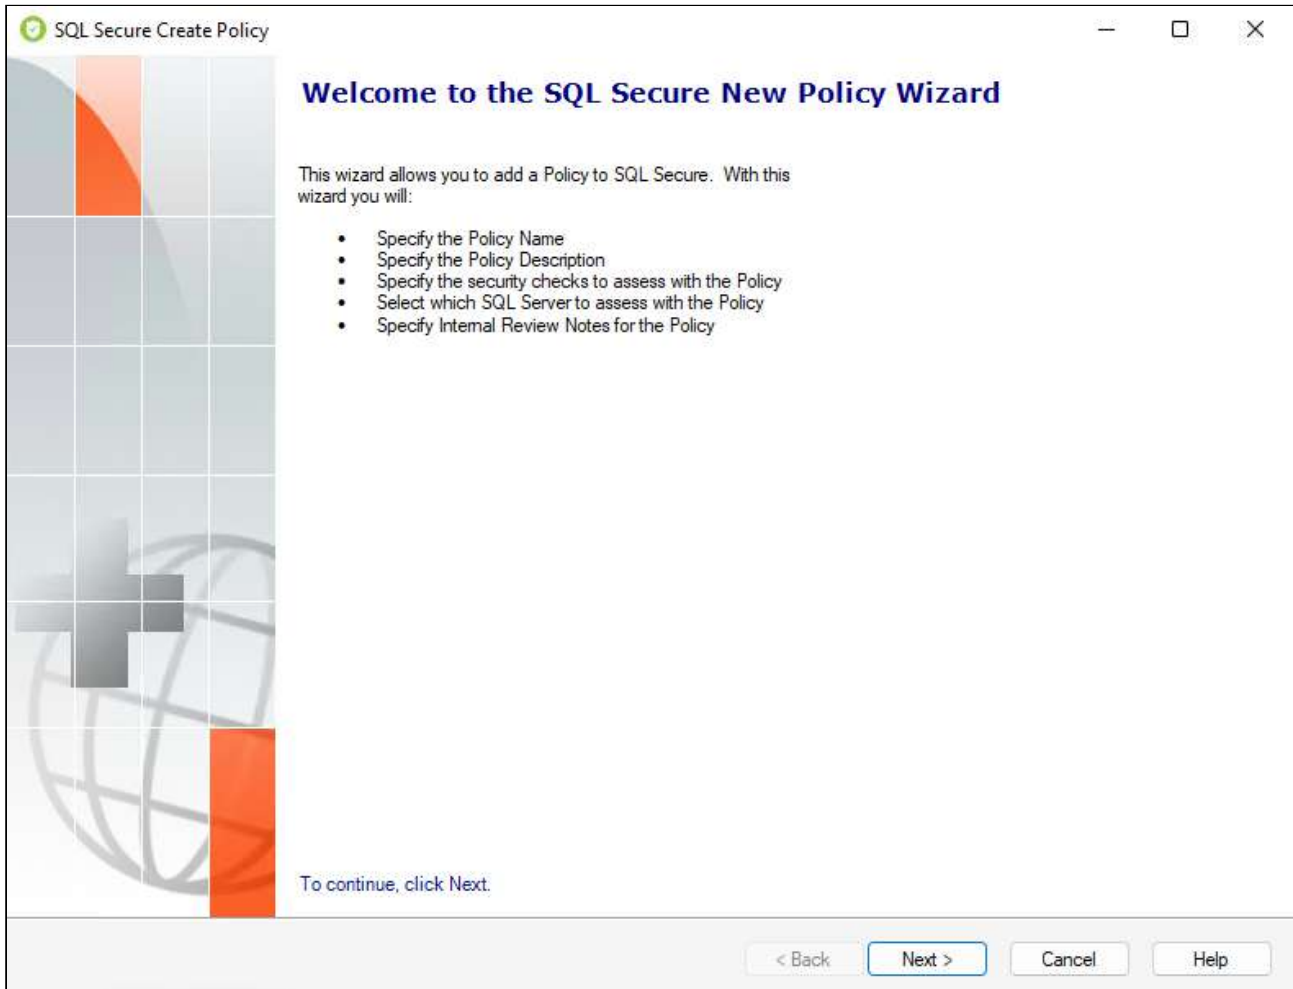 SQL Secure Create Policy
Welcome to the SQL Secure New Policy Wizard
This wizard allows you to add a Policy to SQL Secure.  With this
wizard you will:
• Specify the Policy Name
• Specify the Policy Description
• Specify the security checks to assess with the Policy
• Select which SQL Server to assess with the Policy
• Specify Internal Review Notes for the Policy
To continue, click Next.
< Back Next > Cancel Help